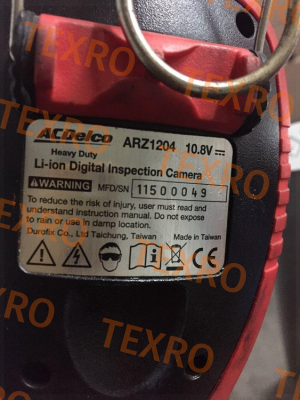 TEXRO
ACDelco ARZ1204 10.8V
Heavy Duty
Li-ion Digital Inspection Camera
WARNING MFD/SN 11500049
To reduce the risk of injury, user must read and
understand instruction manual. Do not expose
to rain or use in damp location.
Durofix Co., Ltd Taichung, Taiwan Made in Taiwan
TEXRO
TEXRO
TEXRO
TEXRO
TEXRO
TEXRO